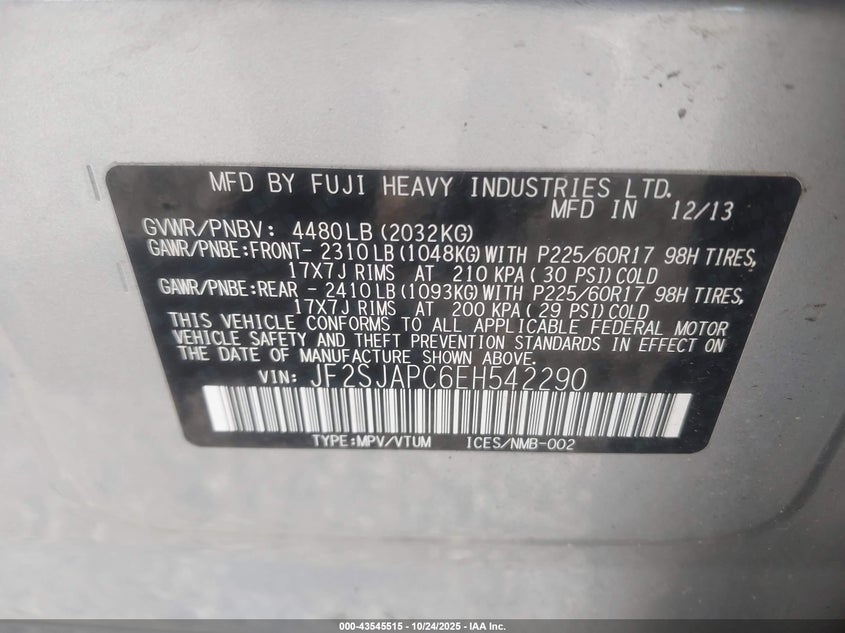 MFD BY FUJI HEAVY INDUSTRIES LTD.
MFD IN 12/13
GVWR/PNBV: 4480LB(2032KG)
GAWR/PNBE:FRONT- 2310LB(1048KG)WITH P225/60R17 98H TIRES,
17X7J RIMS AT 210 KPA( 30 PSI)COLD
GAWR/PNBE:REAR - 2410LB(1093KG)WITH P225/60R17 98H TIRES,
17X7J RIMS AT 200 KPA( 29 PSI)COLD
THIS VEHICLE CONFORMS TO ALL APPLICABLE FEDERAL MOTOR
VEHICLE SAFETY AND THEFT PREVENTION STANDARDS IN EFFECT ON
THE DATE OF MANUFACTURE SHOWN ABOVE.
VIN: JF2SJAPC6EH542290
TYPE:MPV/VTUM ICES/NMB-002
000-43545515 - 10/24/2025 - IAA Inc.